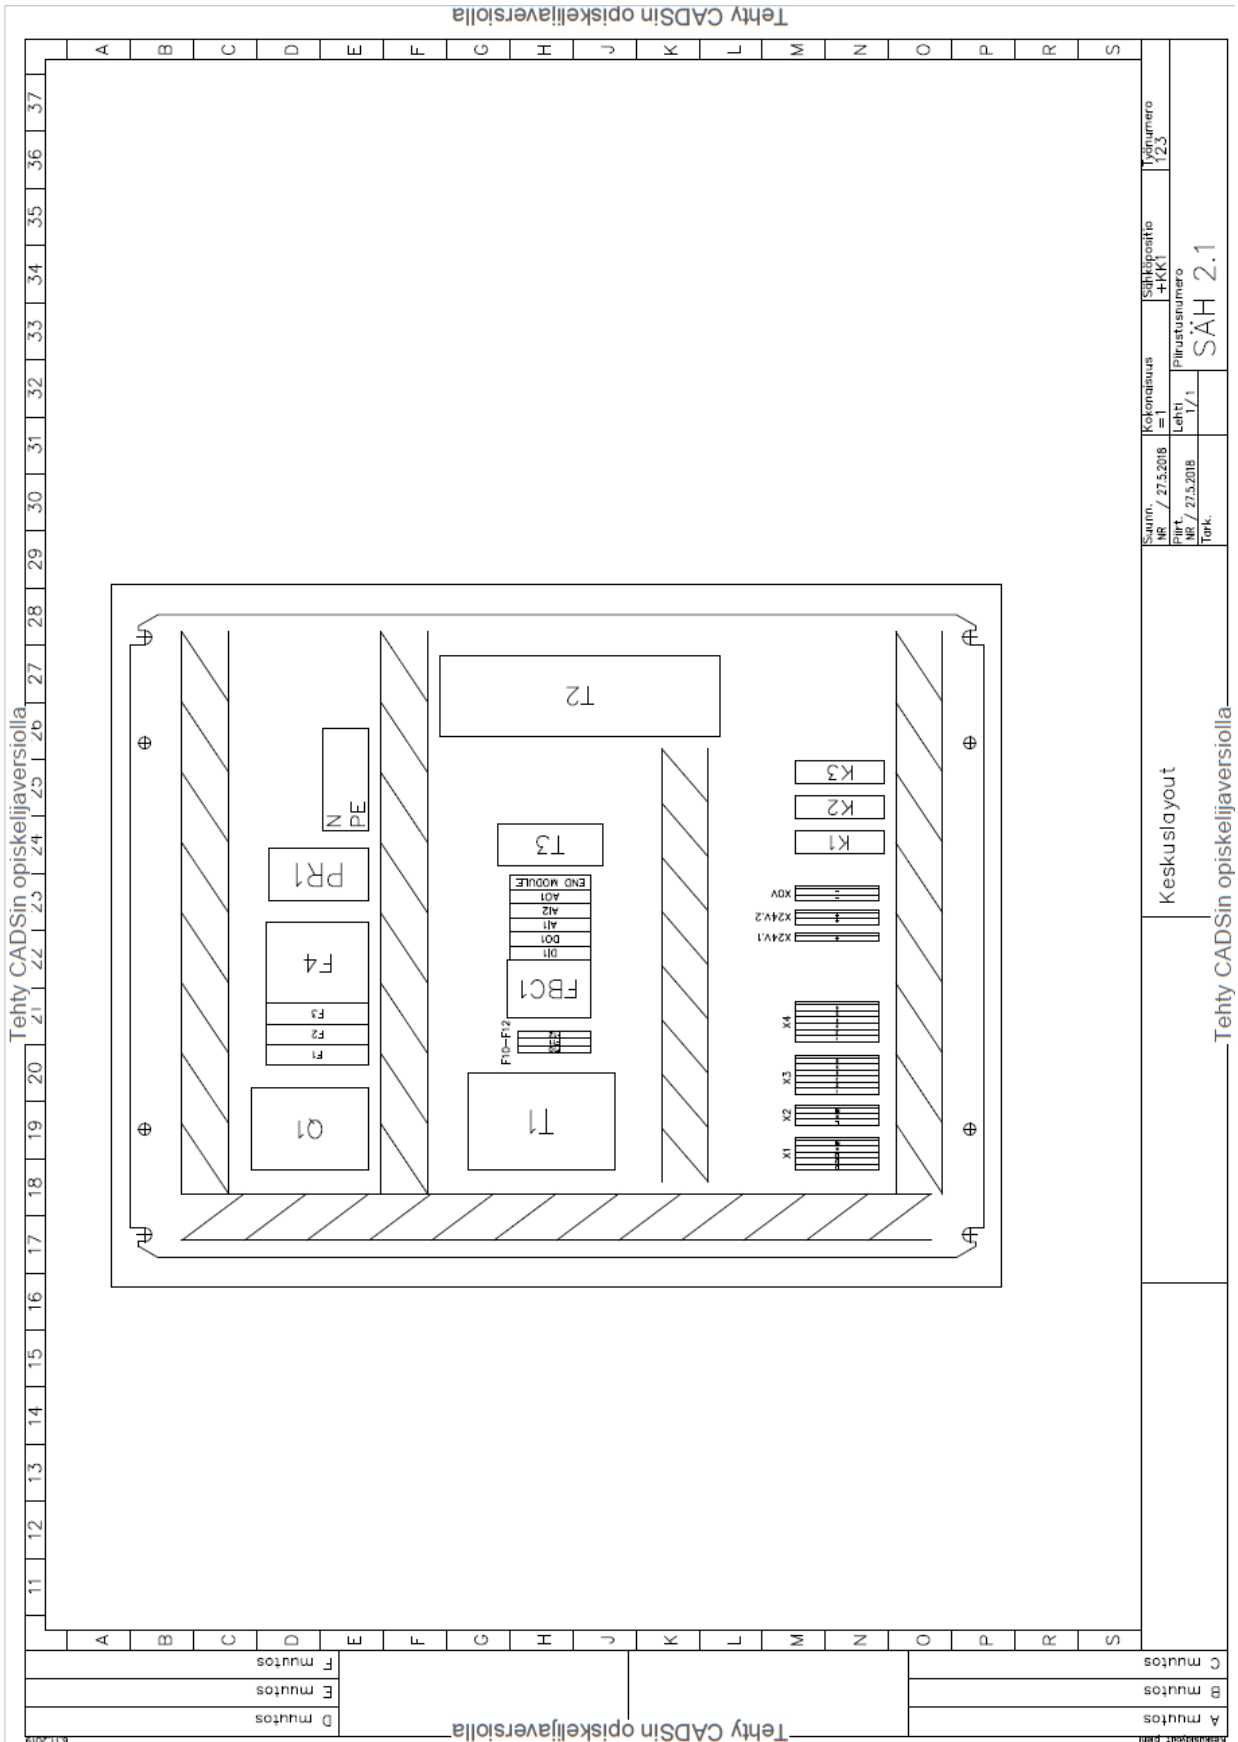 Tehty CADSin opiskelijaversiolla
A B C D E F G H J K L M N O P R S
37
36
35
34
33
32
31
30
29
28
27
26
25
24
23
22
21
20
19
18
17
16
15
14
13
12
11
Tehty CADSin opiskelijaversiolla
Q1
F1
F2
F3
F4
PR1
N
PE
T1
F10-F12
FBC1
DI1
DO1
AI1
AI2
AO1
END MODULE
T3
T2
X1
X2
X3
X4
X24V.1
X24V.2
X0V
K1
K2
K3
A B C D E F G H J K L M N O P R S
Keskuslayout
Suunn.
NR / 27.5.2018
Piirt.
NR / 27.5.2018
Tark.
Kokonaisuus
=1
Lehti
1/1
Sähköpositio
+KK1
Piirustusnumero
SÄH 2.1
Työnumero
123
Tehty CADSin opiskelijaversiolla
F muutos
E muutos
D muutos
C muutos
B muutos
A muutos
Tehty CADSin opiskelijaversiolla